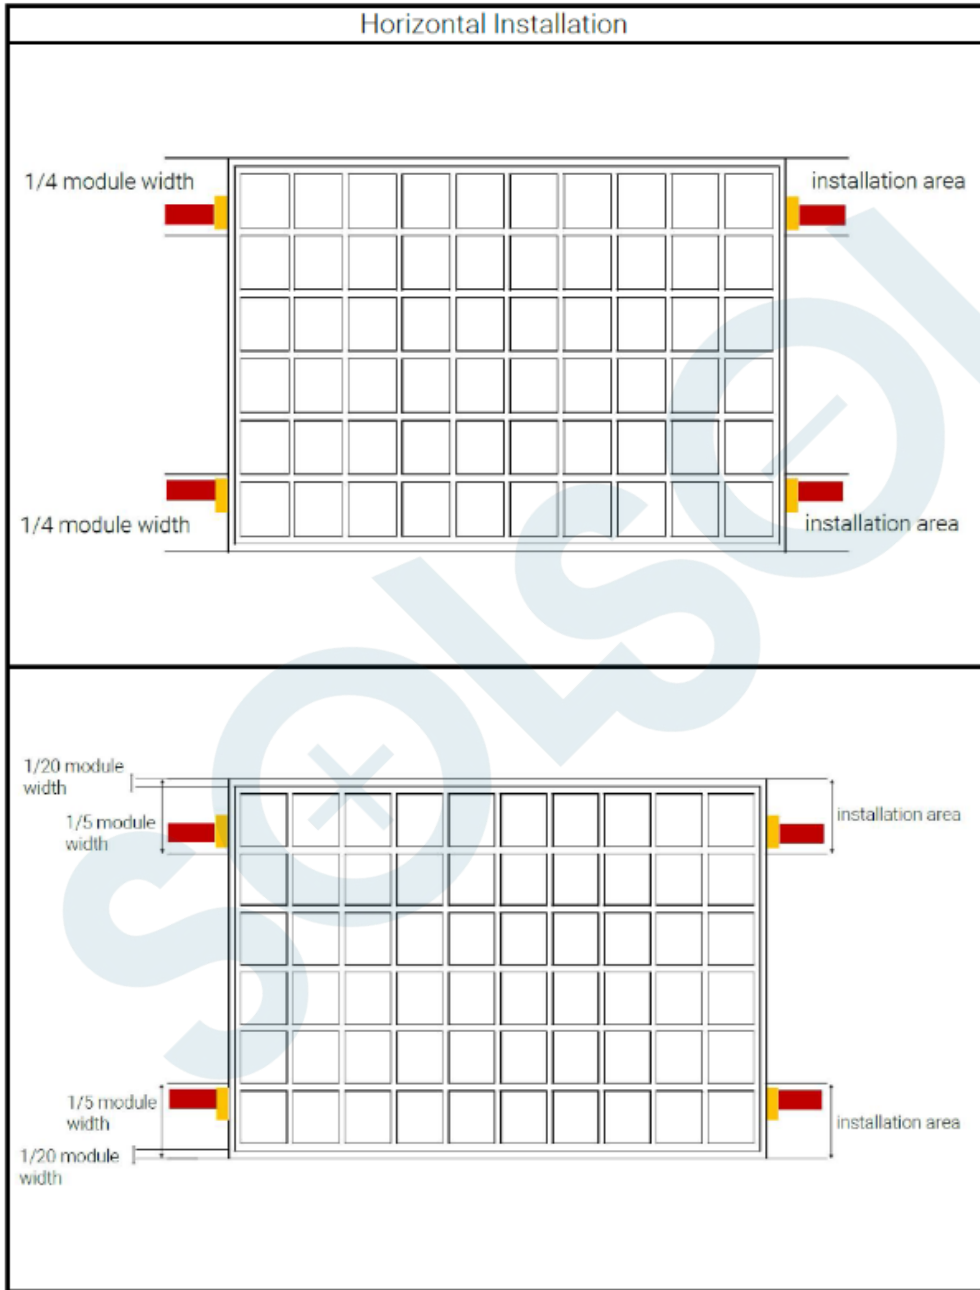 Horizontal Installation
1/4 module width
installation area
1/4 module width
installation area
1/20 module
width
1/5 module
width
installation area
1/5 module
width
installation area
1/20 module
width
SOLSOL